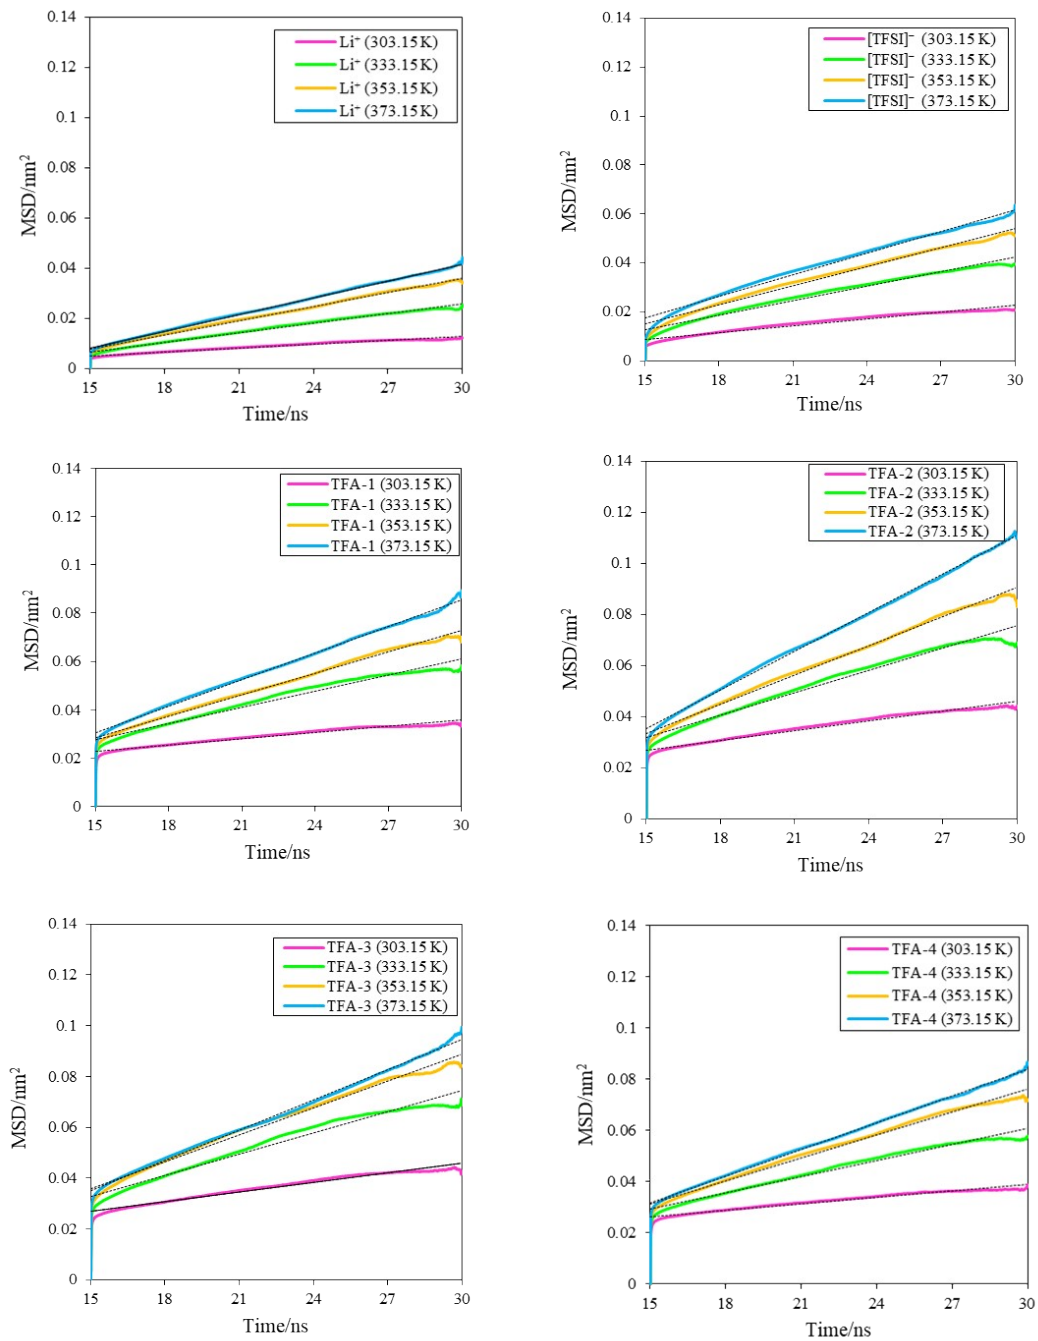 0.14
0.12
0.1
0.08
0.06
0.04
0.02
0
MSD/nm²
Li⁺ (303.15 K)
Li⁺ (333.15 K)
Li⁺ (353.15 K)
Li⁺ (373.15 K)
15 18 21 24 27 30
Time/ns
0.14
0.12
0.1
0.08
0.06
0.04
0.02
0
MSD/nm²
[TFSI]⁻ (303.15 K)
[TFSI]⁻ (333.15 K)
[TFSI]⁻ (353.15 K)
[TFSI]⁻ (373.15 K)
15 18 21 24 27 30
Time/ns
0.14
0.12
0.1
0.08
0.06
0.04
0.02
0
MSD/nm²
TFA-1 (303.15 K)
TFA-1 (333.15 K)
TFA-1 (353.15 K)
TFA-1 (373.15 K)
15 18 21 24 27 30
Time/ns
0.14
0.12
0.1
0.08
0.06
0.04
0.02
0
MSD/nm²
TFA-2 (303.15 K)
TFA-2 (333.15 K)
TFA-2 (353.15 K)
TFA-2 (373.15 K)
15 18 21 24 27 30
Time/ns
0.14
0.12
0.1
0.08
0.06
0.04
0.02
0
MSD/nm²
TFA-3 (303.15 K)
TFA-3 (333.15 K)
TFA-3 (353.15 K)
TFA-3 (373.15 K)
15 18 21 24 27 30
Time/ns
0.14
0.12
0.1
0.08
0.06
0.04
0.02
0
MSD/nm²
TFA-4 (303.15 K)
TFA-4 (333.15 K)
TFA-4 (353.15 K)
TFA-4 (373.15 K)
15 18 21 24 27 30
Time/ns